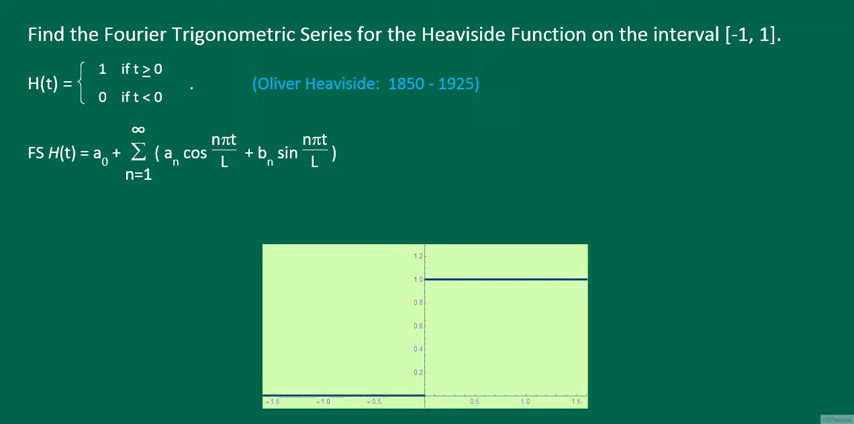 Find the Fourier Trigonometric Series for the Heaviside Function on the interval [-1, 1].
H(t) = { 1 if t ≥ 0
0 if t < 0 .
(Oliver Heaviside: 1850 - 1925)
FS H(t) = a₀ + ∞ Σ n=1 ( aₙ cos nπt/L + bₙ sin nπt/L )
1.2
1.0
0.8
0.6
0.4
0.2
-1.5 -1.0 -0.5 0.5 1.0 1.5